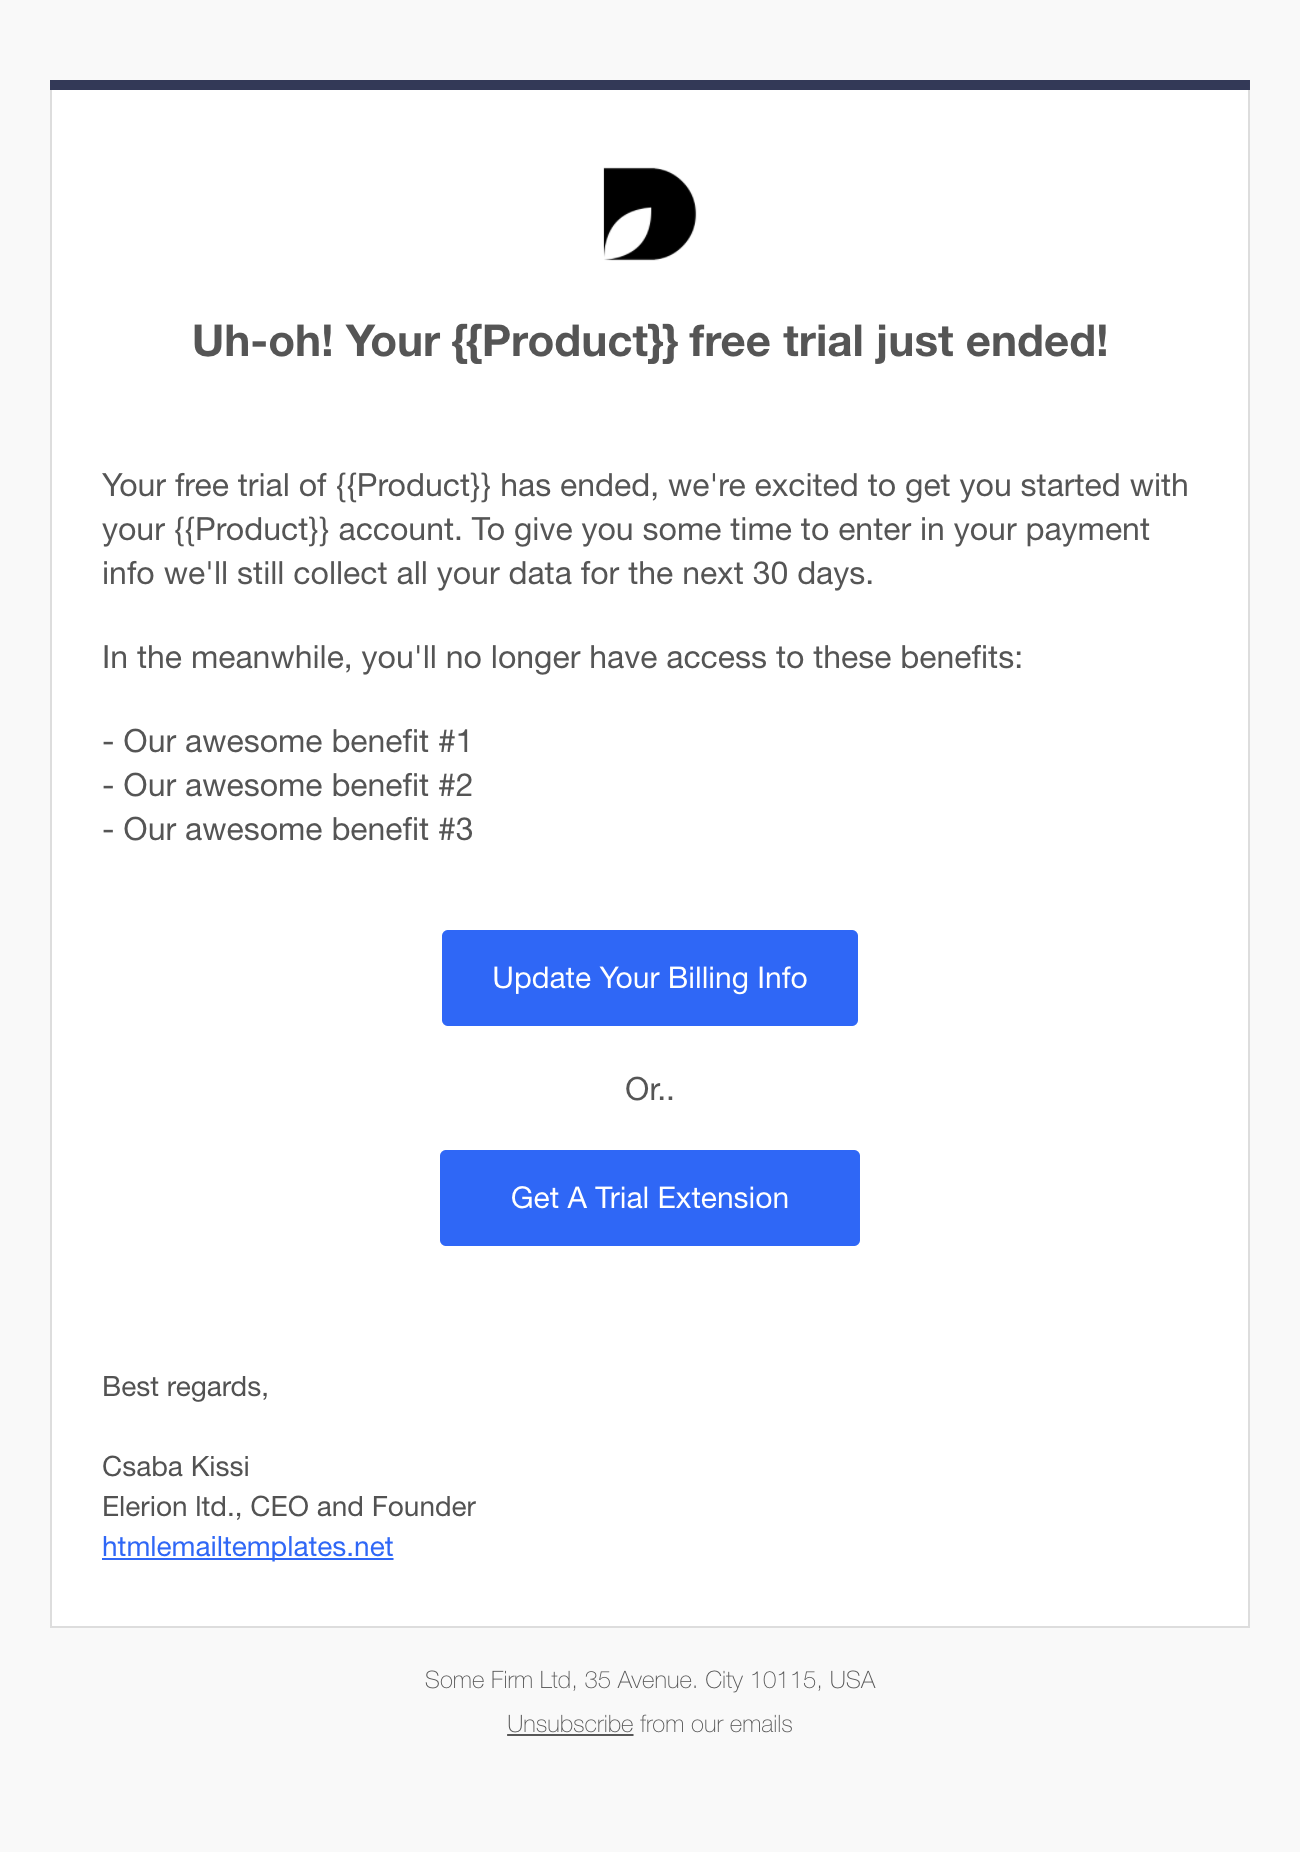 Uh-oh! Your {{Product}} free trial just ended!
Your free trial of {{Product}} has ended, we're excited to get you started with
your {{Product}} account. To give you some time to enter in your payment
info we'll still collect all your data for the next 30 days.
In the meanwhile, you'll no longer have access to these benefits:
- Our awesome benefit #1
- Our awesome benefit #2
- Our awesome benefit #3
Update Your Billing Info
Or..
Get A Trial Extension
Best regards,
Csaba Kissi
Elerion ltd., CEO and Founder
htmlemailtemplates.net
Some Firm Ltd, 35 Avenue. City 10115, USA
Unsubscribe from our emails